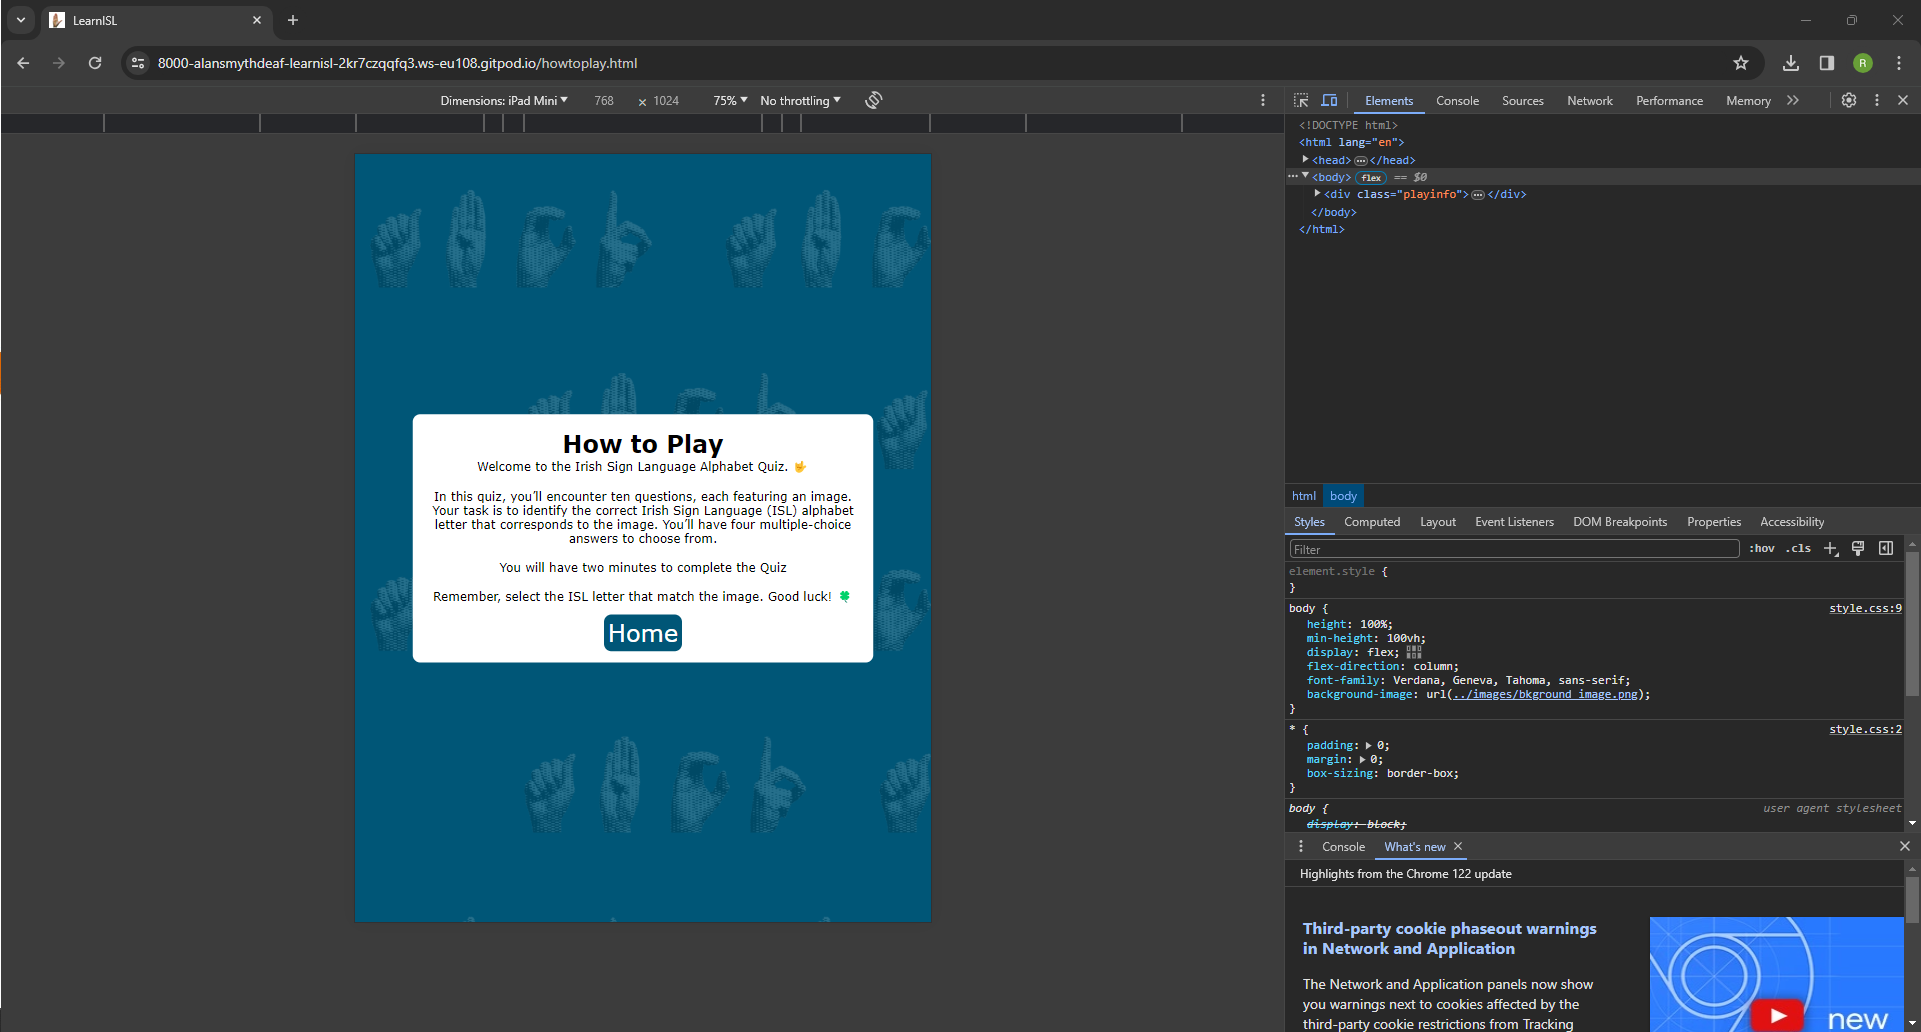 LearnISL
8000-alansmythdeaf-learnisl-2kr7czqqfq3.ws-eu108.gitpod.io/howtoplay.html
R
Dimensions: iPad Mini 768 × 1024 75% No throttling
Elements Console Sources Network Performance Memory
<!DOCTYPE html>
<html lang="en">
<head> </head>
<body> flex == $0
<div class="playinfo"> </div>
</body>
</html>
How to Play
Welcome to the Irish Sign Language Alphabet Quiz. 🤟
In this quiz, you'll encounter ten questions, each featuring an image.
Your task is to identify the correct Irish Sign Language (ISL) alphabet
letter that corresponds to the image. You'll have four multiple-choice
answers to choose from.
You will have two minutes to complete the Quiz
Remember, select the ISL letter that match the image. Good luck! 🍀
Home
html body
Styles Computed Layout Event Listeners DOM Breakpoints Properties Accessibility
Filter :hov .cls
element.style {
}
body { style.css:9
height: 100%;
min-height: 100vh;
display: flex;
flex-direction: column;
font-family: Verdana, Geneva, Tahoma, sans-serif;
background-image: url(../images/bkground_image.png);
}
* { style.css:2
padding: 0;
margin: 0;
box-sizing: border-box;
}
body { user agent stylesheet
display: block;
Console What's new
Highlights from the Chrome 122 update
Third-party cookie phaseout warnings
in Network and Application
The Network and Application panels now show
you warnings next to cookies affected by the
third-party cookie restrictions from Tracking
new